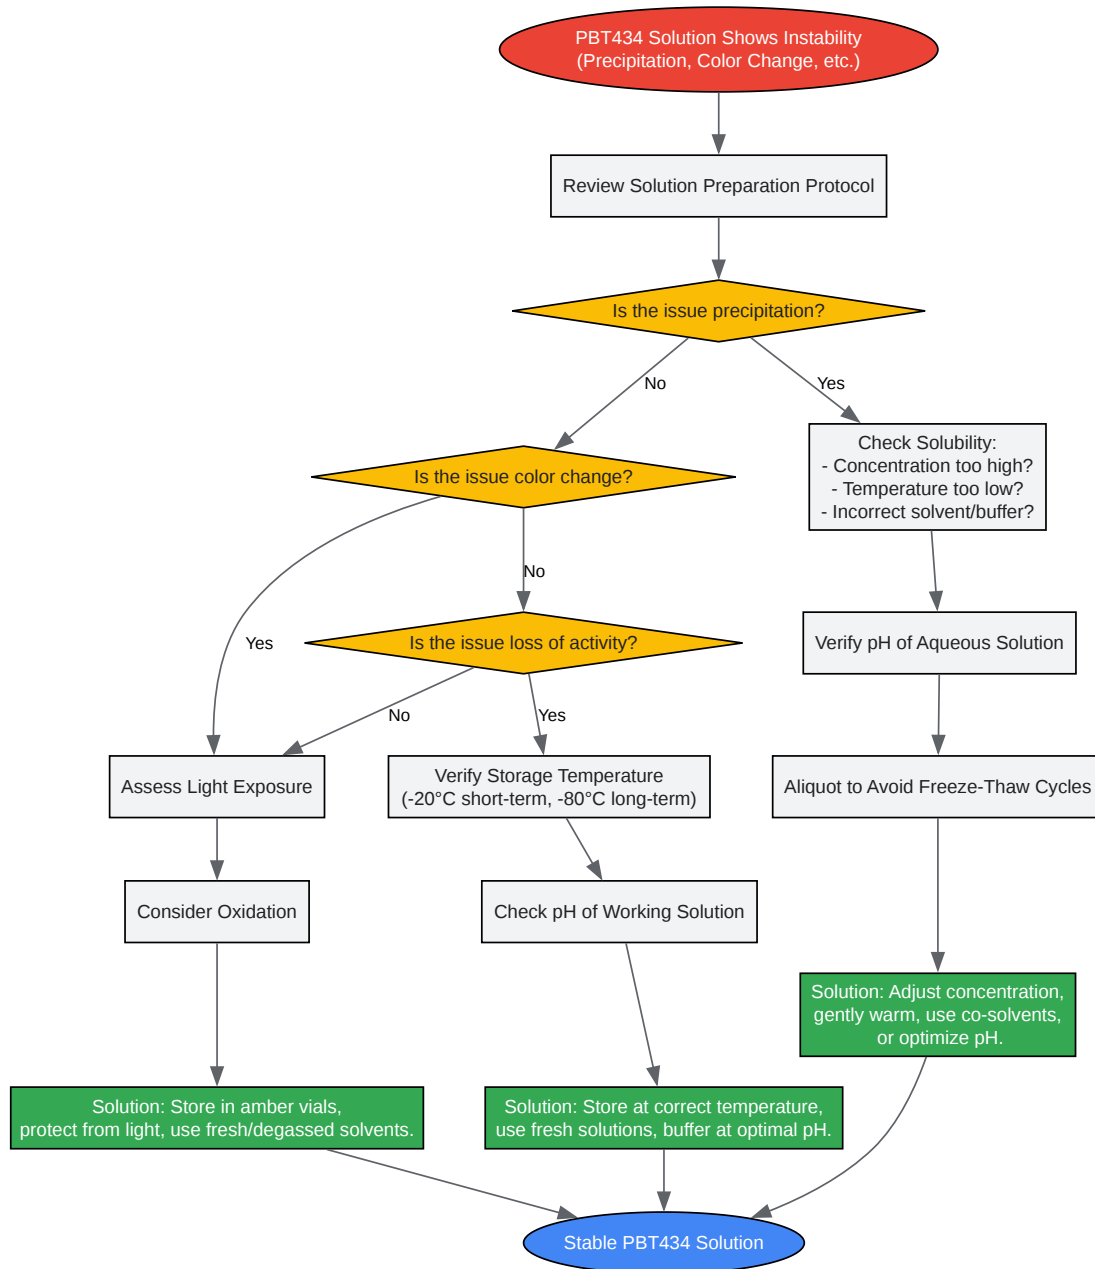 PBT434 Solution Shows Instability
(Precipitation, Color Change, etc.)
Review Solution Preparation Protocol
Is the issue precipitation?
No
Yes
Check Solubility:
- Concentration too high?
- Temperature too low?
- Incorrect solvent/buffer?
Is the issue color change?
No
Yes
Is the issue loss of activity?
Verify pH of Aqueous Solution
No
Yes
Assess Light Exposure
Verify Storage Temperature
(-20°C short-term, -80°C long-term)
Aliquot to Avoid Freeze-Thaw Cycles
Consider Oxidation
Check pH of Working Solution
Solution: Adjust concentration,
gently warm, use co-solvents,
or optimize pH.
Solution: Store in amber vials,
protect from light, use fresh/degassed solvents.
Solution: Store at correct temperature,
use fresh solutions, buffer at optimal pH.
Stable PBT434 Solution